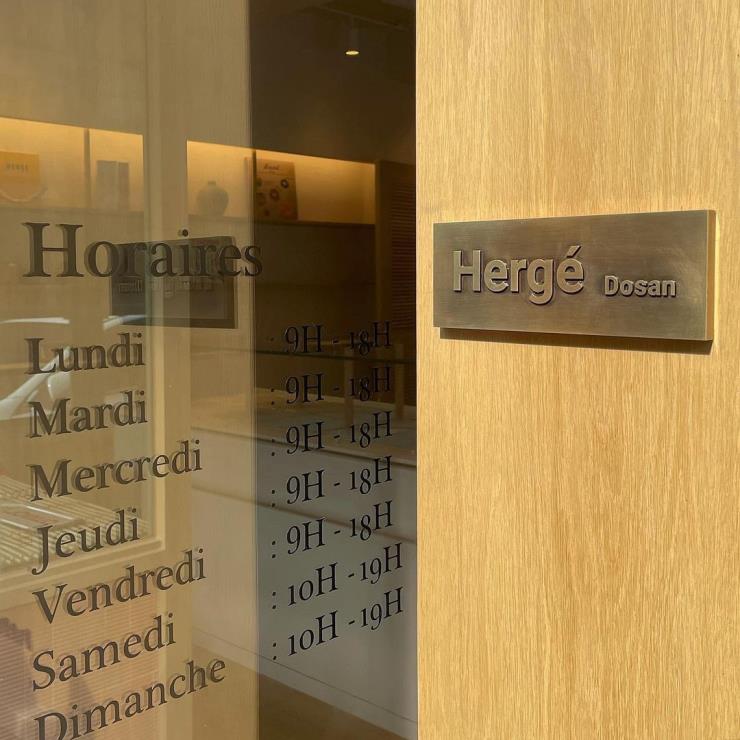 Horaires
Lundi : 9H - 18H
Mardi : 9H - 18H
Mercredi : 9H - 18H
Jeudi : 9H - 18H
Vendredi : 9H - 18H
Samedi : 10H - 19H
Dimanche : 10H - 19H
Hergé Dosan